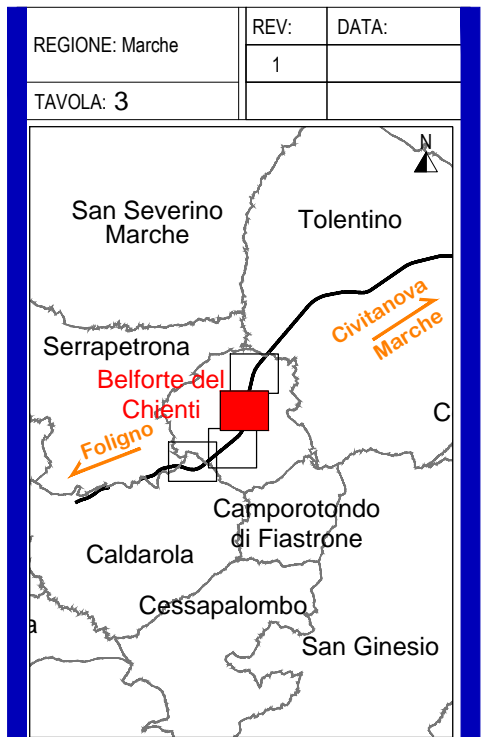 REGIONE: Marche
REV:
DATA:
1
TAVOLA: 3
N
San Severino
Marche
Tolentino
Civitanova
Marche
Serrapetrona
Belforte del
Chienti
C
Foligno
Camporotondo
di Fiastrone
Caldarola
Cessapalombo
a
San Ginesio